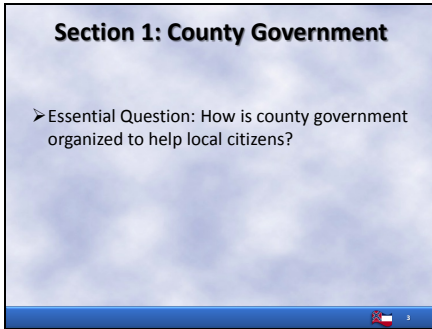 Section 1: County Government
➢Essential Question: How is county government
organized to help local citizens?
3